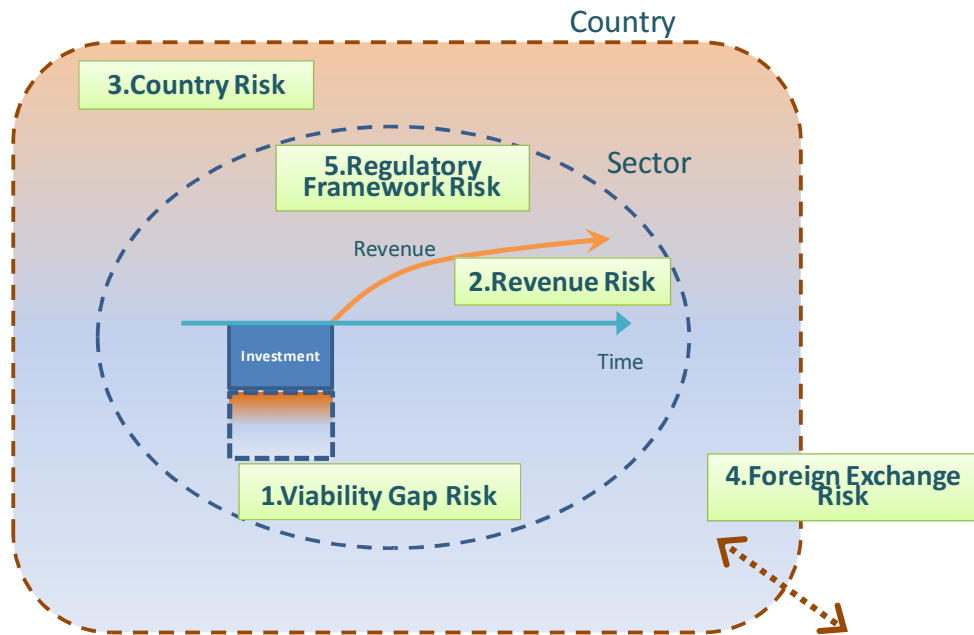 Country
3.Country Risk
5.Regulatory
Framework Risk
Sector
Revenue
2.Revenue Risk
Investment
Time
1.Viability Gap Risk
4.Foreign Exchange
Risk